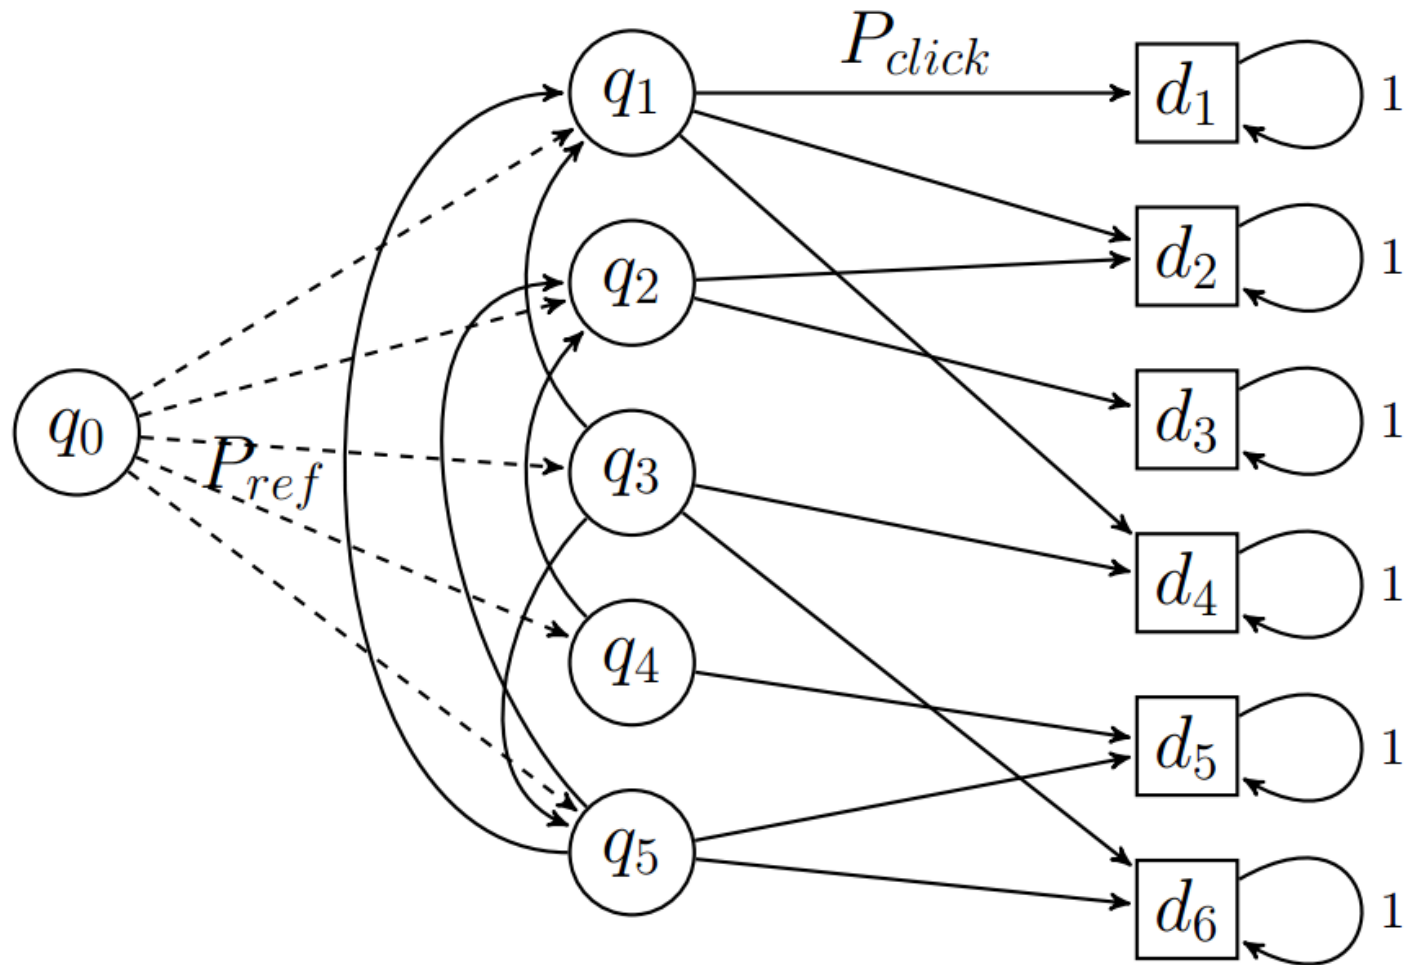 P_click
q_1
d_1
1
d_2
1
q_2
d_3
1
q_0
P_ref
q_3
d_4
1
q_4
d_5
1
q_5
d_6
1